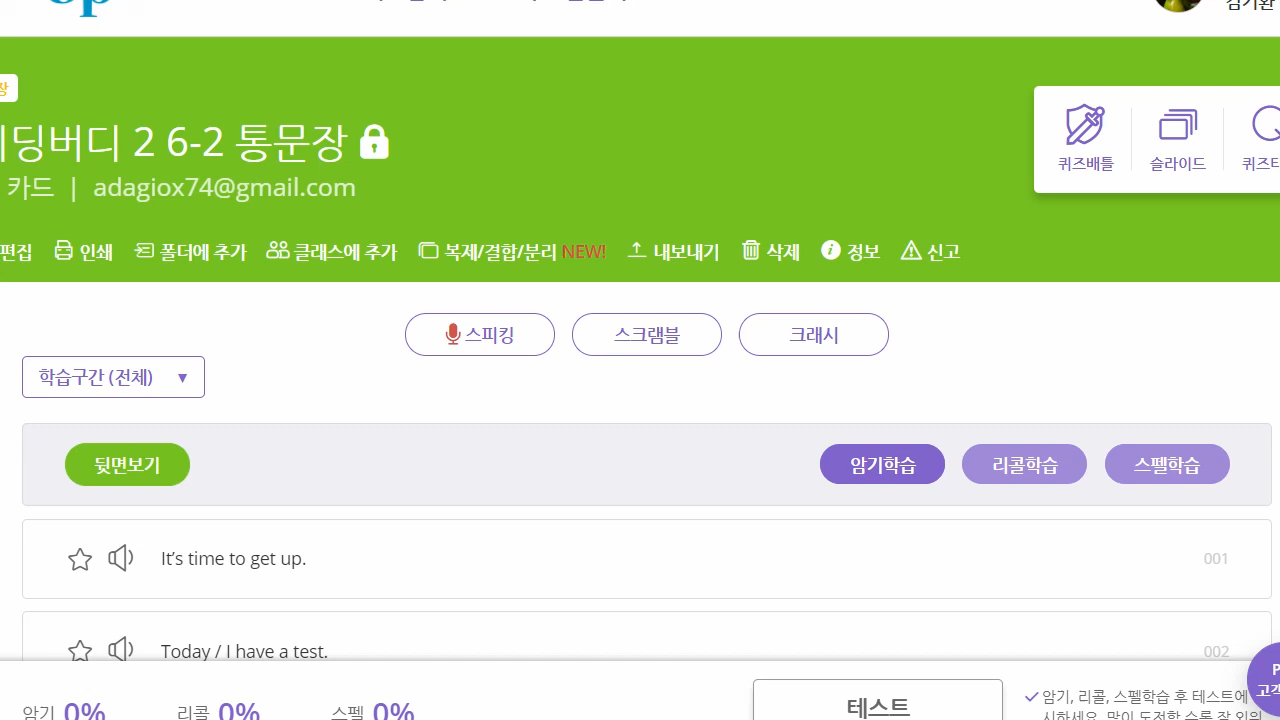 장
딩버디 2 6-2 통문장
카드 | adagiox74@gmail.com
퀴즈배틀
슬라이드
편집
인쇄
폴더에 추가
클래스에 추가
복제/결합/분리 NEW!
내보내기
삭제
정보
신고
스피킹
스크램블
크래시
학습구간 (전체) ▼
뒷면보기
암기학습
리콜학습
스펠학습
It's time to get up.
001
Today / I have a test.
002
암기 0%
리콜 0%
스펠 0%
테스트
암기, 리콜, 스펠학습 후 테스트에